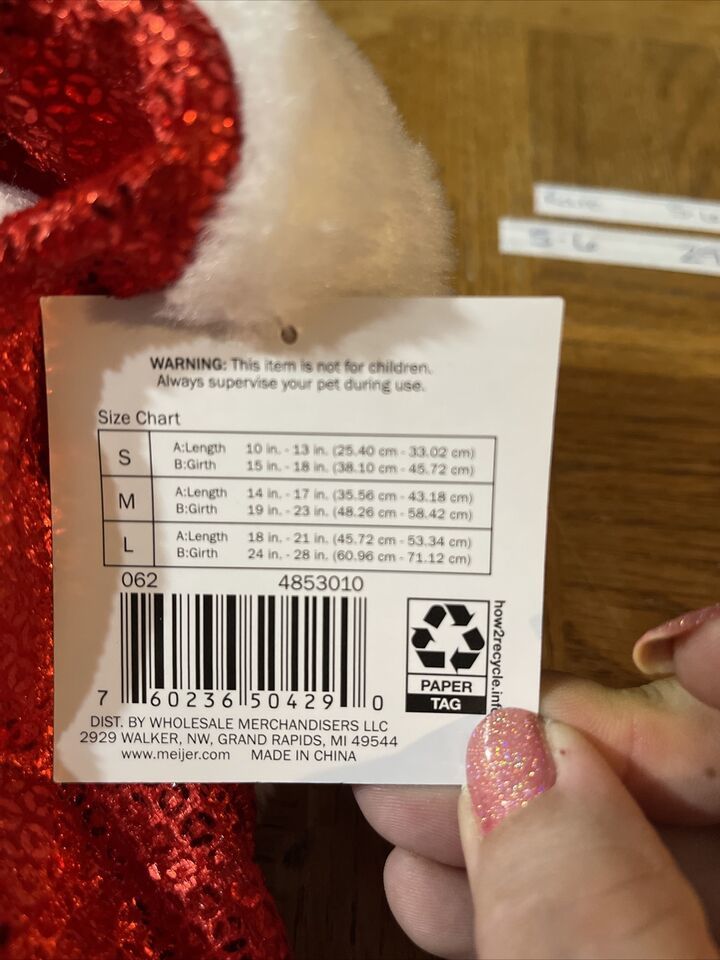 WARNING: This item is not for children.
Always supervise your pet during use.
Size Chart
S A:Length 10 in. - 13 in. (25.40 cm - 33.02 cm)
B:Girth 15 in. - 18 in. (38.10 cm - 45.72 cm)
M A:Length 14 in. - 17 in. (35.56 cm - 43.18 cm)
B:Girth 19 in. - 23 in. (48.26 cm - 58.42 cm)
L A:Length 18 in. - 21 in. (45.72 cm - 53.34 cm)
B:Girth 24 in. - 28 in. (60.96 cm - 71.12 cm)
062 4853010
7 60236 50429 0
how2recycle.inf
PAPER
TAG
DIST. BY WHOLESALE MERCHANDISERS LLC
2929 WALKER, NW, GRAND RAPIDS, MI 49544
www.meijer.com MADE IN CHINA
5-6